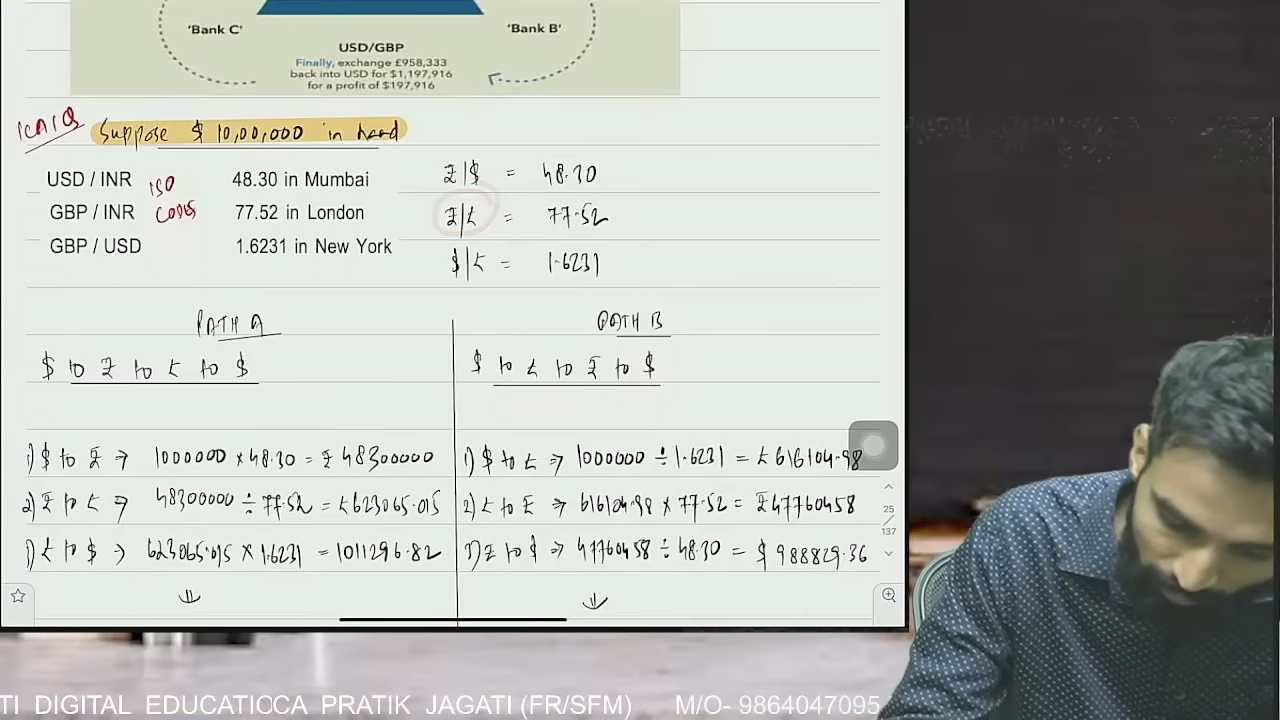 'Bank C'
'Bank B'
USD/GBP
Finally, exchange £958,333
back into USD for $1,197,916
for a profit of $197,916
ICAI Q
Suppose $ 10,00,000 in hand
USD / INR 48.30 in Mumbai
GBP / INR 77.52 in London
GBP / USD 1.6231 in New York
ISO
CODES
₹|$ = 48.30
₹|£ = 77.52
$|£ = 1.6231
PATH A
$ to ₹ to £ to $
1) $ to ₹ ⇒ 1000000 × 48.30 = ₹ 48300000
2) ₹ to £ ⇒ 48300000 ÷ 77.52 = £623065.015
3) £ to $ ⇒ 623065.015 × 1.6231 = 1011296.82
PATH B
$ to £ to ₹ to $
1) $ to £ ⇒ 1000000 ÷ 1.6231 = £ 616104.98
2) £ to ₹ ⇒ 616104.98 × 77.52 = ₹47760458
3) ₹ to $ ⇒ 47760458 ÷ 48.30 = $ 988829.36
25
137
TI DIGITAL EDUCATIOCCA PRATIK JAGATI (FR/SFM) M/O- 9864047095